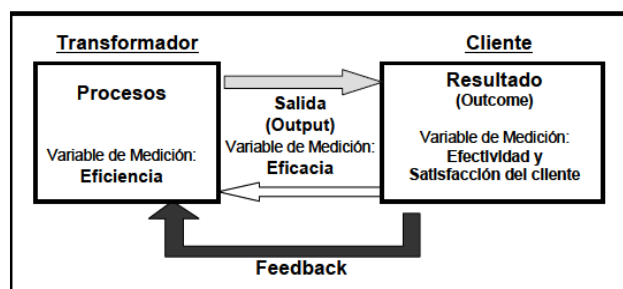 Transformador
Procesos
Variable de Medición:
Eficiencia
Salida
(Output)
Variable de Medición:
Eficacia
Cliente
Resultado
(Outcome)
Variable de Medición:
Efectividad y
Satisfacción del cliente
Feedback